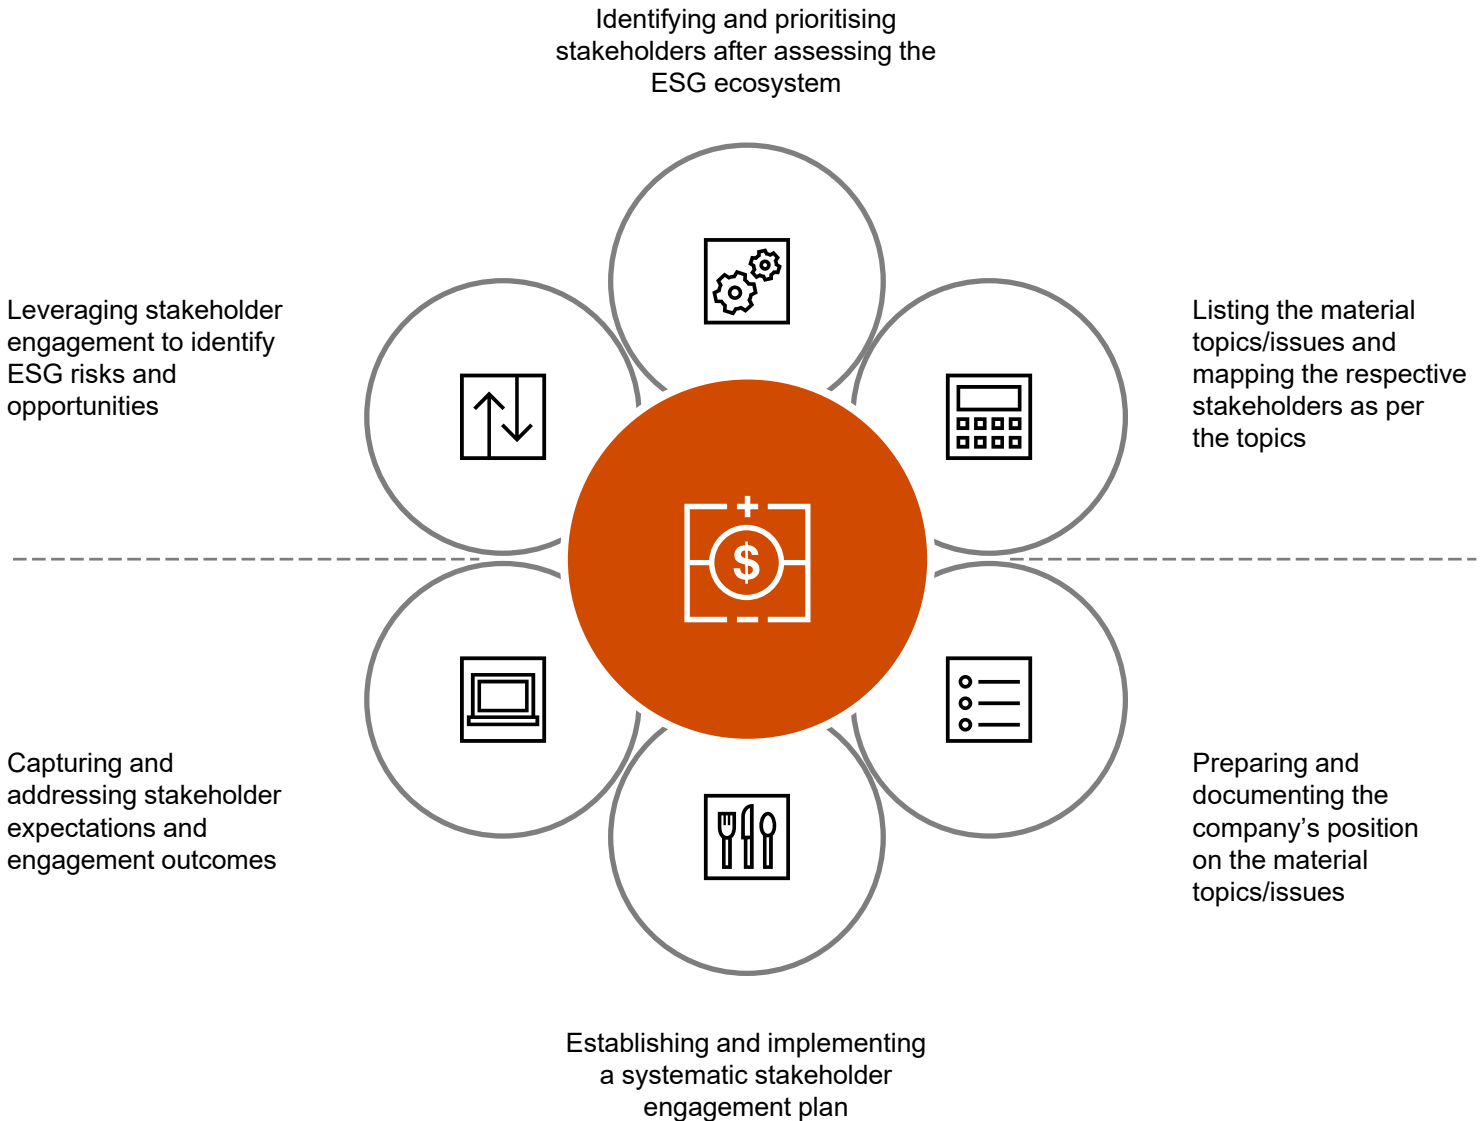 Identifying and prioritising
stakeholders after assessing the
ESG ecosystem
Leveraging stakeholder
engagement to identify
ESG risks and
opportunities
Listing the material
topics/issues and
mapping the respective
stakeholders as per
the topics
$
Capturing and
addressing stakeholder
expectations and
engagement outcomes
Preparing and
documenting the
company’s position
on the material
topics/issues
Establishing and implementing
a systematic stakeholder
engagement plan